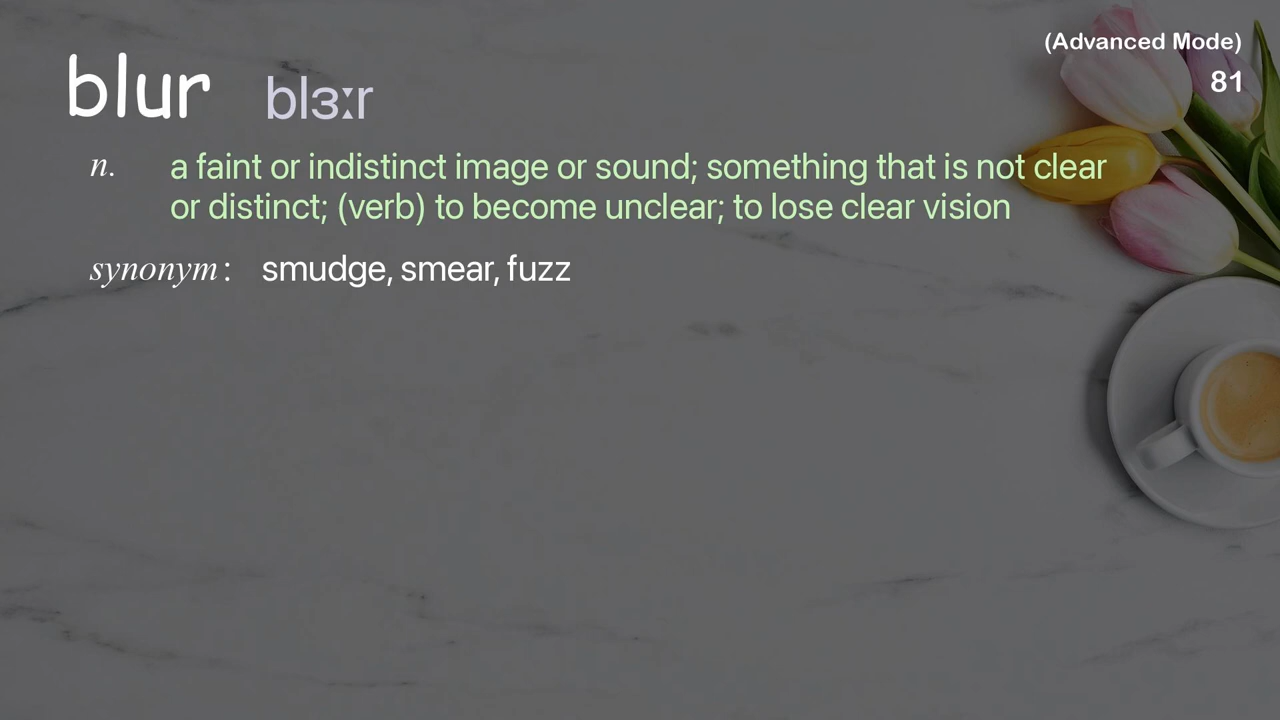 (Advanced Mode)
81
blur blɜːr
n. a faint or indistinct image or sound; something that is not clear
or distinct; (verb) to become unclear; to lose clear vision
synonym: smudge, smear, fuzz